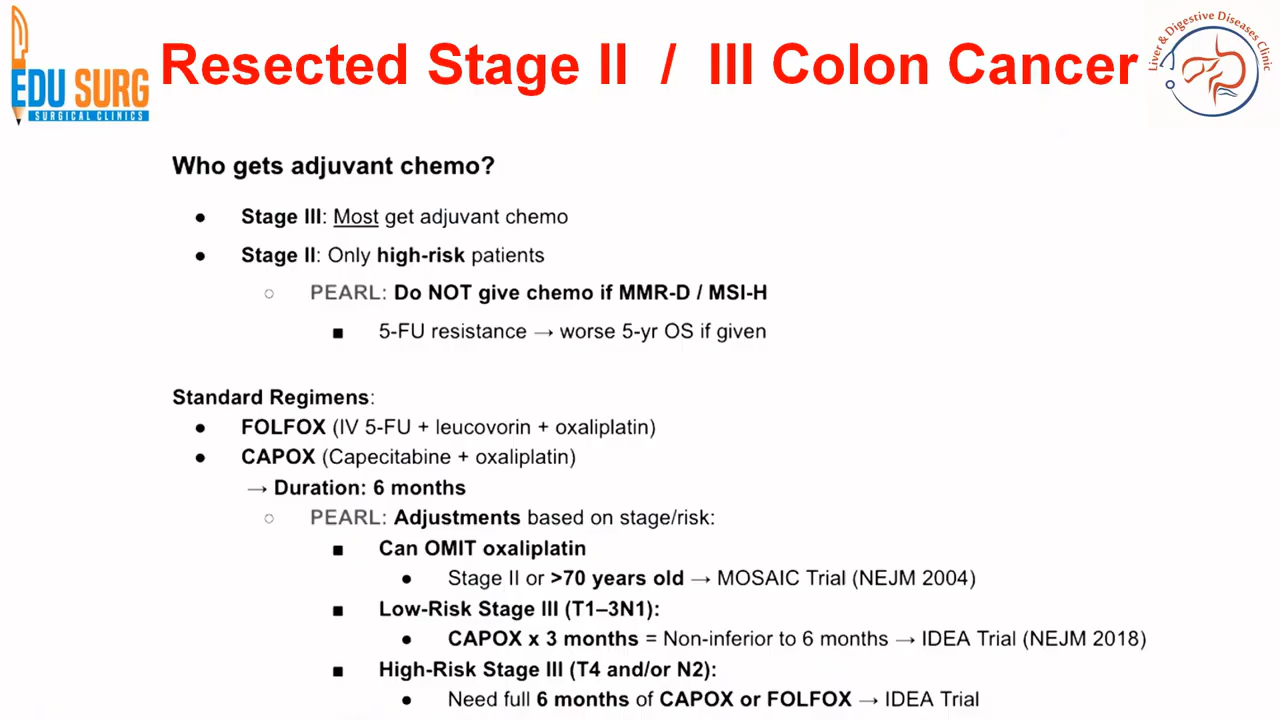 EDU SURG
SURGICAL CLINICS
Resected Stage II / III Colon Cancer
Liver & Digestive Diseases Clinic
Who gets adjuvant chemo?
● Stage III: Most get adjuvant chemo
● Stage II: Only high-risk patients
○ PEARL: Do NOT give chemo if MMR-D / MSI-H
■ 5-FU resistance → worse 5-yr OS if given
Standard Regimens:
● FOLFOX (IV 5-FU + leucovorin + oxaliplatin)
● CAPOX (Capecitabine + oxaliplatin)
→ Duration: 6 months
○ PEARL: Adjustments based on stage/risk:
■ Can OMIT oxaliplatin
● Stage II or >70 years old → MOSAIC Trial (NEJM 2004)
■ Low-Risk Stage III (T1–3N1):
● CAPOX x 3 months = Non-inferior to 6 months → IDEA Trial (NEJM 2018)
■ High-Risk Stage III (T4 and/or N2):
● Need full 6 months of CAPOX or FOLFOX → IDEA Trial